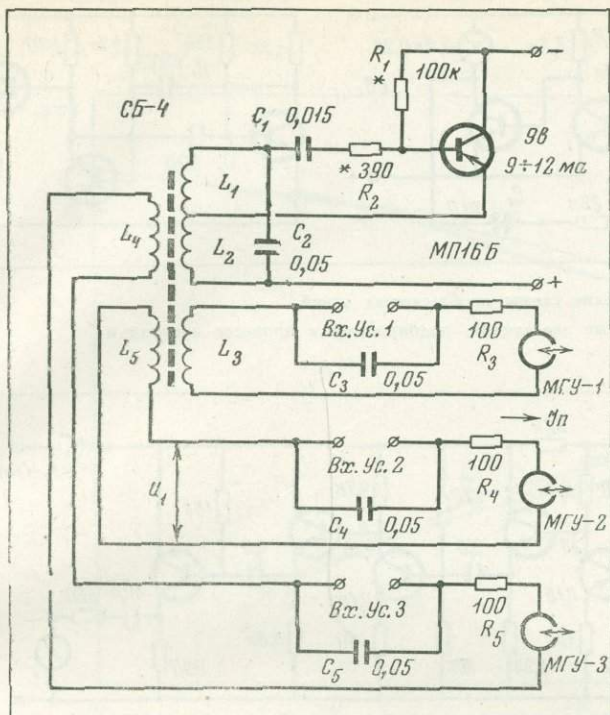 СБ-4
R₁
*
100к
−
C₁ 0,015
* 390
R₂
9в
9÷12 ма
L₁
L₂
C₂
0,05
МП16Б
+
L₄
L₅
L₃
Вх.Ус.1
C₃ 0,05
100
R₃
МГУ-1
Jп
U₁
Вх.Ус.2
C₄ 0,05
100
R₄
МГУ-2
Вх.Ус.3
C₅ 0,05
100
R₅
МГУ-3